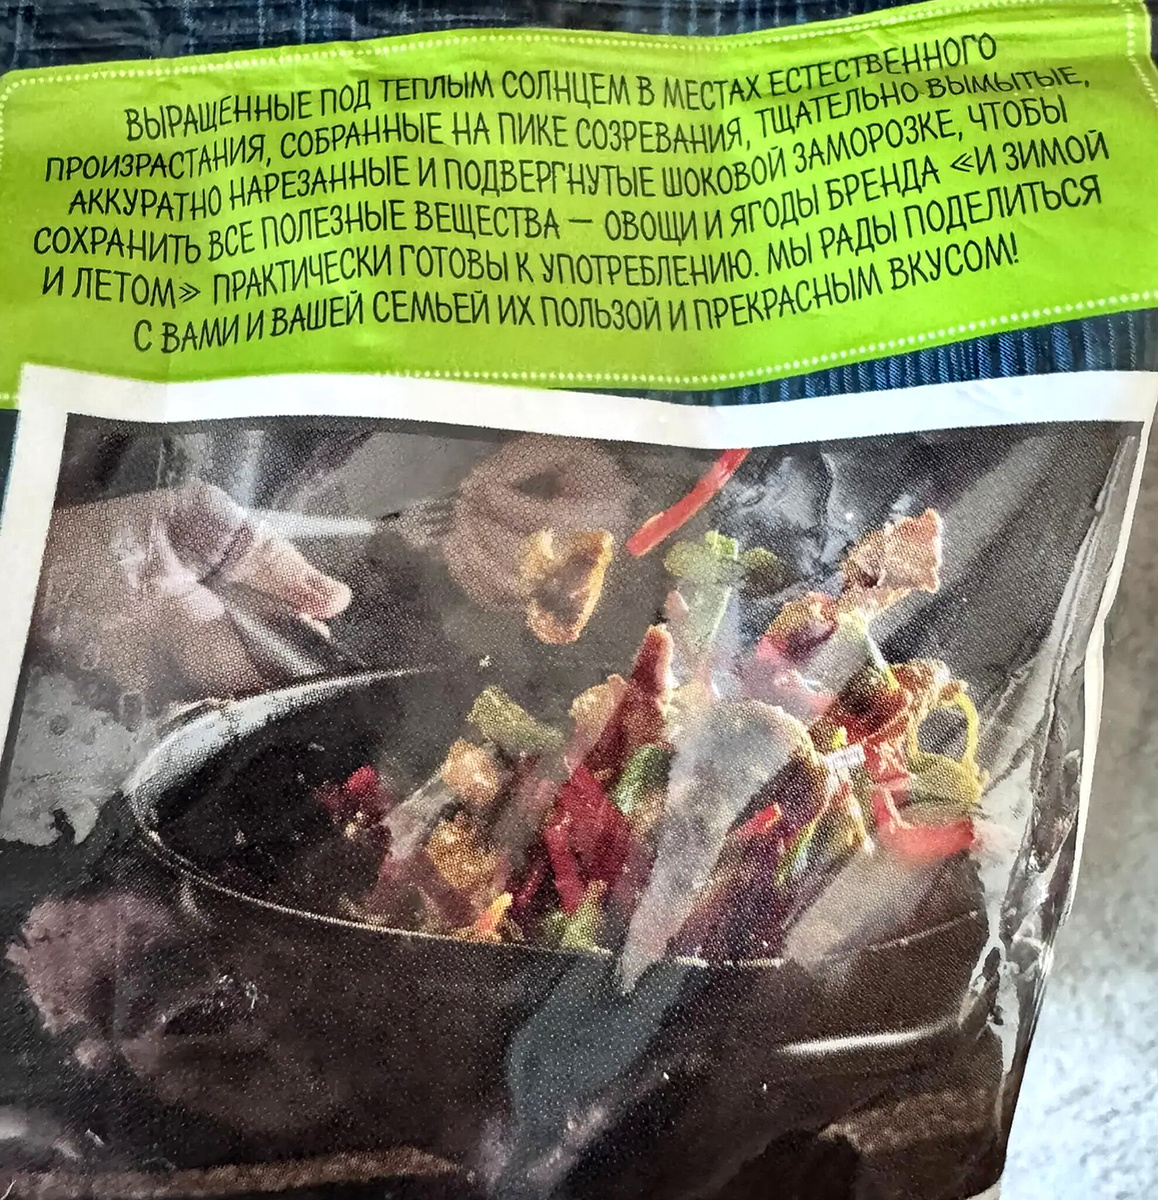 ВЫРАЩЕННЫЕ ПОД ТЕПЛЫМ СОЛНЦЕМ В МЕСТАХ ЕСТЕСТВЕННОГО
ПРОИЗРАСТАНИЯ, СОБРАННЫЕ НА ПИКЕ СОЗРЕВАНИЯ, ТЩАТЕЛЬНО ВЫМЫТЫЕ,
АККУРАТНО НАРЕЗАННЫЕ И ПОДВЕРГНУТЫЕ ШОКОВОЙ ЗАМОРОЗКЕ, ЧТОБЫ
СОХРАНИТЬ ВСЕ ПОЛЕЗНЫЕ ВЕЩЕСТВА — ОВОЩИ И ЯГОДЫ БРЕНДА «И ЗИМОЙ
И ЛЕТОМ» ПРАКТИЧЕСКИ ГОТОВЫ К УПОТРЕБЛЕНИЮ. МЫ РАДЫ ПОДЕЛИТЬСЯ
С ВАМИ И ВАШЕЙ СЕМЬЕЙ ИХ ПОЛЬЗОЙ И ПРЕКРАСНЫМ ВКУСОМ!